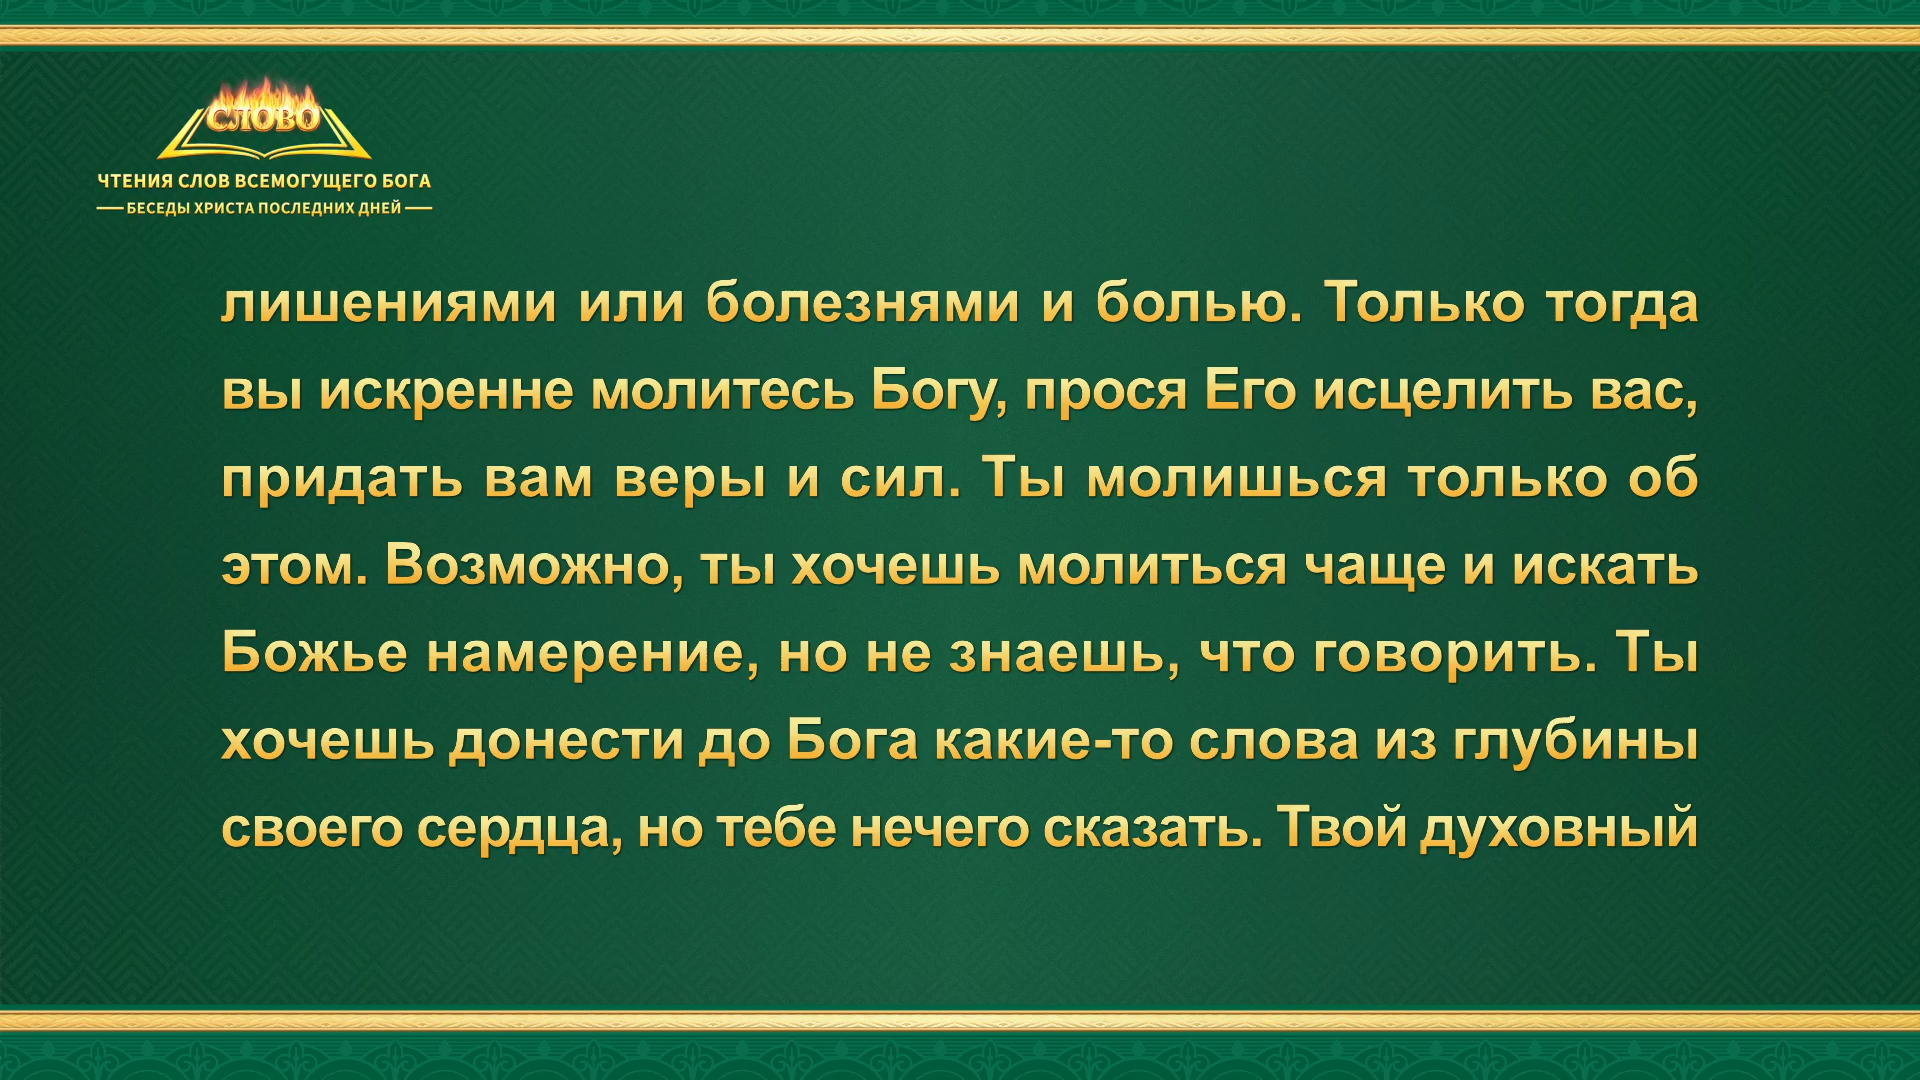 СЛОВО
ЧТЕНИЯ СЛОВ ВСЕМОГУЩЕГО БОГА
БЕСЕДЫ ХРИСТА ПОСЛЕДНИХ ДНЕЙ
лишениями или болезнями и болью. Только тогда
вы искренне молитесь Богу, прося Его исцелить вас,
придать вам веры и сил. Ты молишься только об
этом. Возможно, ты хочешь молиться чаще и искать
Божье намерение, но не знаешь, что говорить. Ты
хочешь донести до Бога какие-то слова из глубины
своего сердца, но тебе нечего сказать. Твой духовный